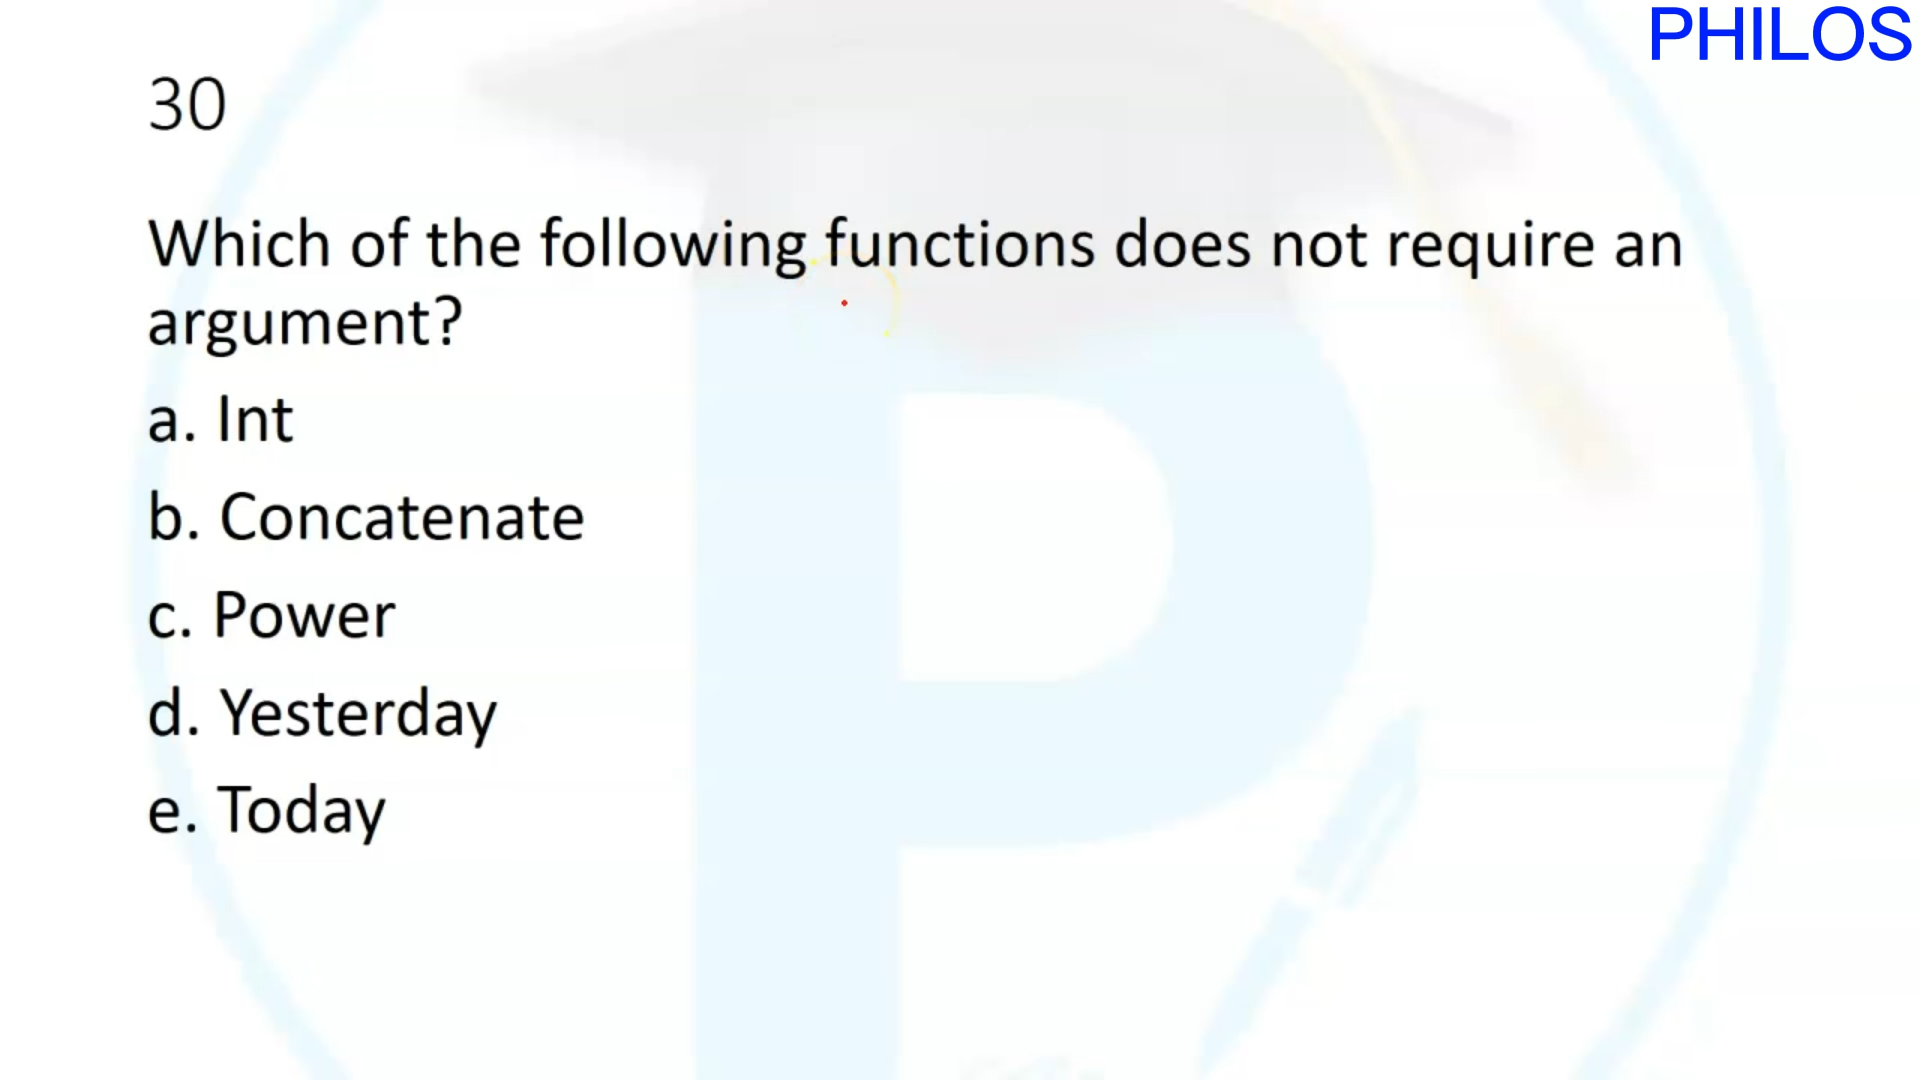 PHILOS
30
Which of the following functions does not require an
argument?
a. Int
b. Concatenate
c. Power
d. Yesterday
e. Today